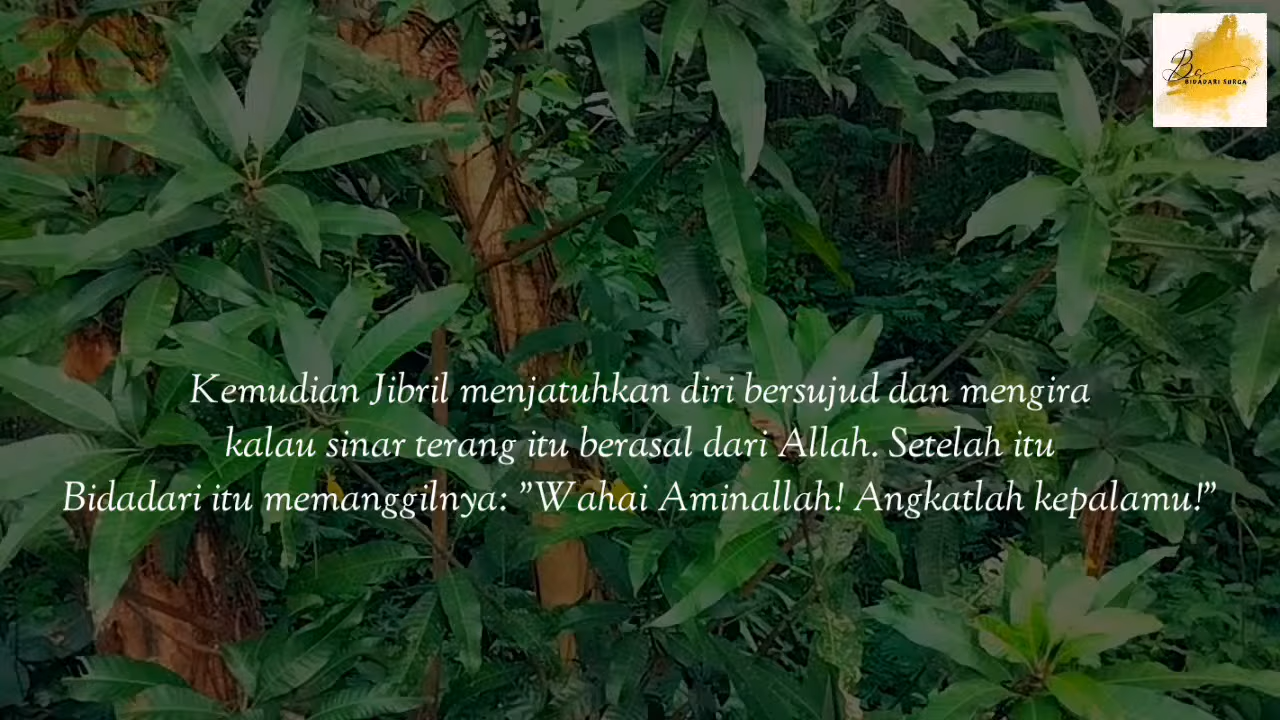 Bs
BIDADARI SURGA
Kemudian Jibril menjatuhkan diri bersujud dan mengira
kalau sinar terang itu berasal dari Allah. Setelah itu
Bidadari itu memanggilnya: "Wahai Aminallah! Angkatlah kepalamu!"